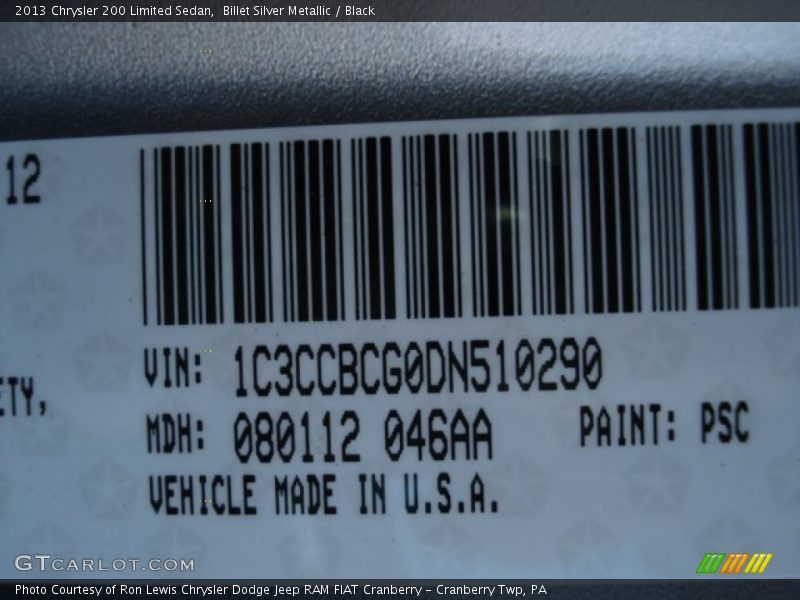 2013 Chrysler 200 Limited Sedan,  Billet Silver Metallic / Black
12
VIN: 1C3CCBCG0DN510290
ETY,
MDH: 080112 046AA PAINT: PSC
VEHICLE MADE IN U.S.A.
GTCARLOT.COM
Photo Courtesy of Ron Lewis Chrysler Dodge Jeep RAM FIAT Cranberry – Cranberry Twp, PA